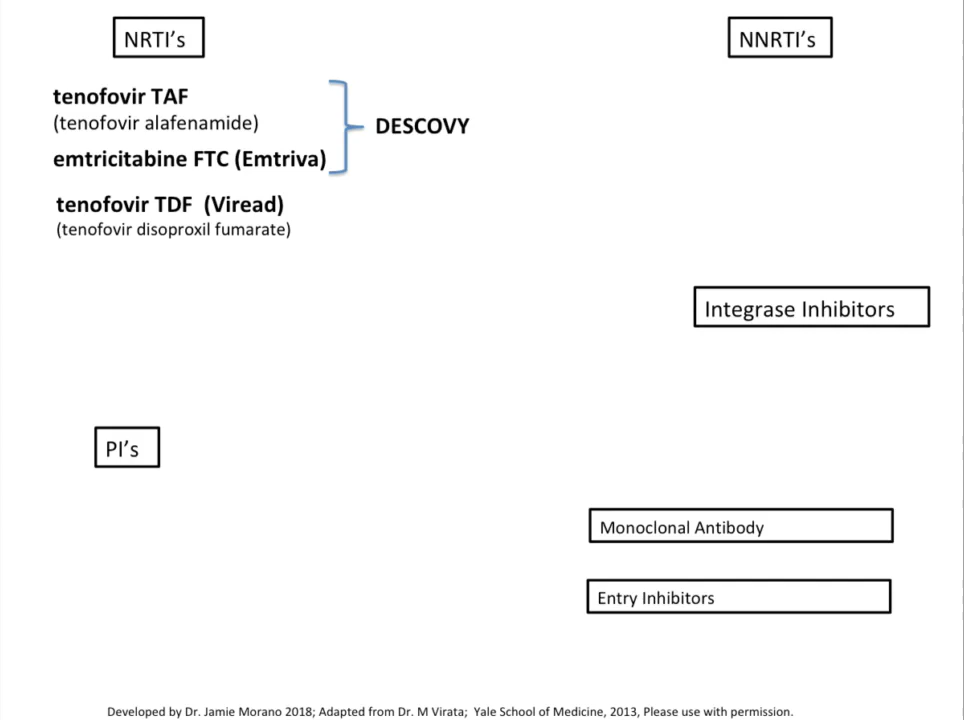 NRTI's
NNRTI's
tenofovir TAF
(tenofovir alafenamide)
DESCOVY
emtricitabine FTC (Emtriva)
tenofovir TDF  (Viread)
(tenofovir disoproxil fumarate)
Integrase Inhibitors
PI's
Monoclonal Antibody
Entry Inhibitors
Developed by Dr. Jamie Morano 2018; Adapted from Dr. M Virata;  Yale School of Medicine, 2013, Please use with permission.